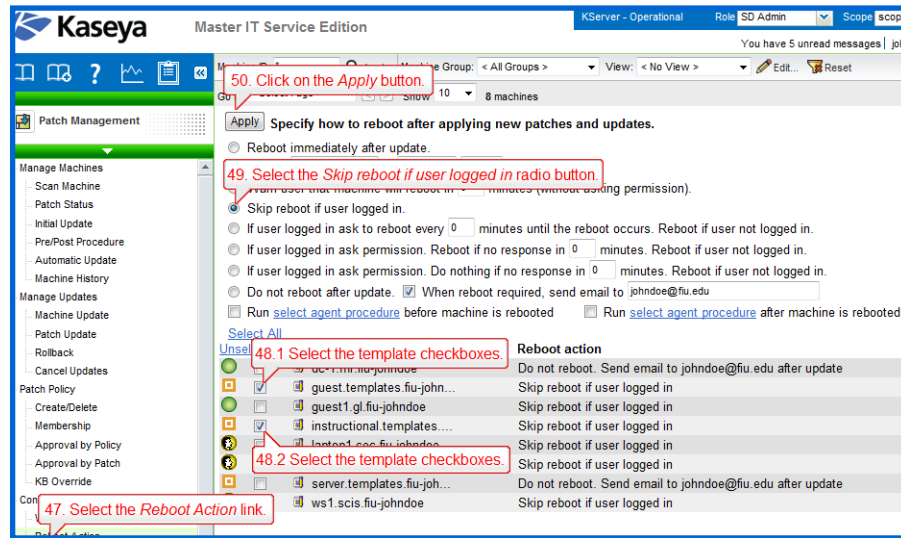 Kaseya
Master IT Service Edition
KServer - Operational
Role SD Admin
Scope scop
You have 5 unread messages
Machine Group: < All Groups >
View: < No View >
Edit...
Reset
50. Click on the Apply button.
Go
Show 10
8 machines
Patch Management
Apply
Specify how to reboot after applying new patches and updates.
Reboot immediately after update.
49. Select the Skip reboot if user logged in radio button.
Warn user that machine will reboot in minutes (without asking permission).
Skip reboot if user logged in.
If user logged in ask to reboot every 0 minutes until the reboot occurs. Reboot if user not logged in.
If user logged in ask permission. Reboot if no response in 0 minutes. Reboot if user not logged in.
If user logged in ask permission. Do nothing if no response in 0 minutes. Reboot if user not logged in.
Do not reboot after update. When reboot required, send email to johndoe@fiu.edu
Run select agent procedure before machine is rebooted
Run select agent procedure after machine is rebooted
Manage Machines
Scan Machine
Patch Status
Initial Update
Pre/Post Procedure
Automatic Update
Machine History
Manage Updates
Machine Update
Patch Update
Rollback
Cancel Updates
Patch Policy
Create/Delete
Membership
Approval by Policy
Approval by Patch
KB Override
47. Select the Reboot Action link.
Reboot Action
Select All
48.1 Select the template checkboxes.
Reboot action
Do not reboot. Send email to johndoe@fiu.edu after update
guest.templates.fiu-john...
Skip reboot if user logged in
guest1.gl.fiu-johndoe
Skip reboot if user logged in
instructional.templates....
Skip reboot if user logged in
Skip reboot if user logged in
48.2 Select the template checkboxes.
Skip reboot if user logged in
server.templates.fiu-joh...
Do not reboot. Send email to johndoe@fiu.edu after update
ws1.scis.fiu-johndoe
Skip reboot if user logged in